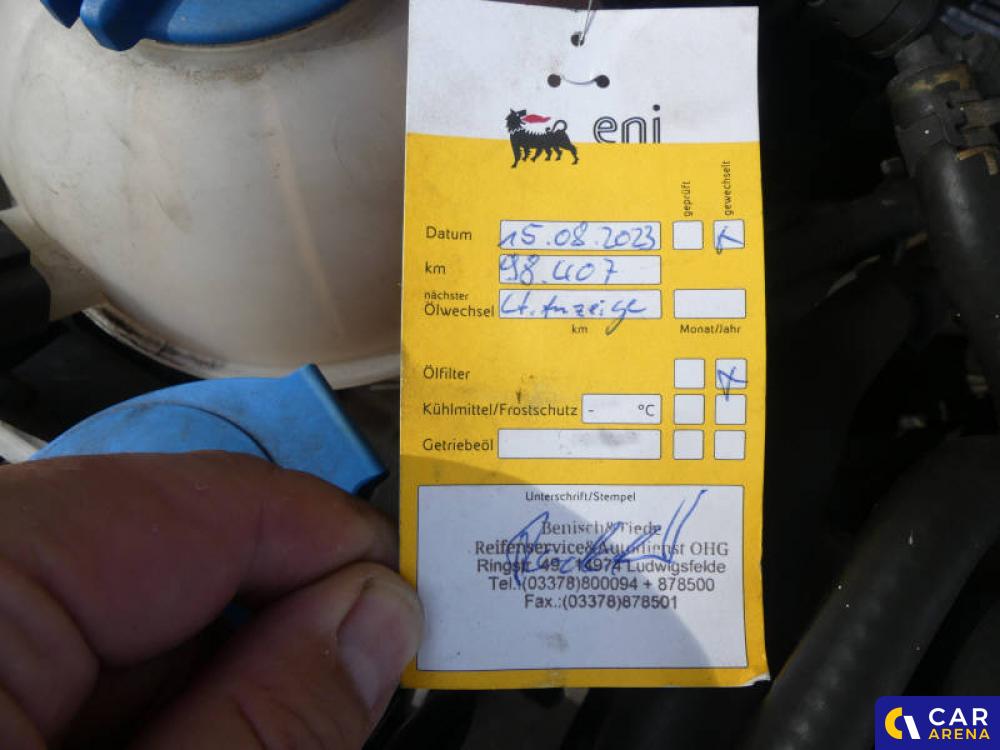 eni
geprüft
gewechselt
Datum 15.08.2023
km 98.407
nächster
Ölwechsel Lt. Anzeige
km Monat/Jahr
Ölfilter
Kühlmittel/Frostschutz - °C
Getriebeöl
Unterschrift/Stempel
Benisch&Tiede
Reifenservice&Autodienst OHG
Ringstr. 49, 14974 Ludwigsfelde
Tel.:(03378)800094 + 878500
Fax.:(03378)878501
CAR
ARENA